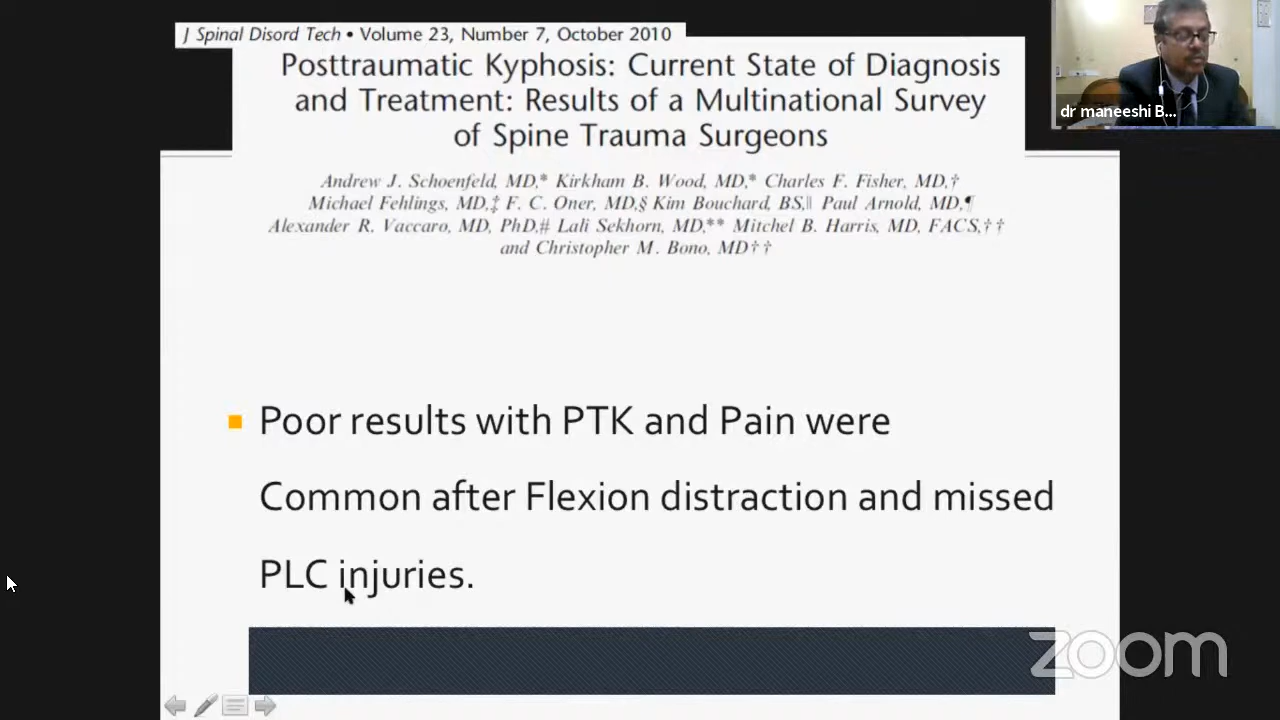 J Spinal Disord Tech • Volume 23, Number 7, October 2010
Posttraumatic Kyphosis: Current State of Diagnosis
and Treatment: Results of a Multinational Survey
of Spine Trauma Surgeons
Andrew J. Schoenfeld, MD,* Kirkham B. Wood, MD,* Charles F. Fisher, MD,†
Michael Fehlings, MD,‡ F. C. Oner, MD,§ Kim Bouchard, BS,‖ Paul Arnold, MD,¶
Alexander R. Vaccaro, MD, PhD,# Lali Sekhorn, MD,** Mitchel B. Harris, MD, FACS,††
and Christopher M. Bono, MD††
dr maneeshi B...
Poor results with PTK and Pain were
Common after Flexion distraction and missed
PLC injuries.
zoom